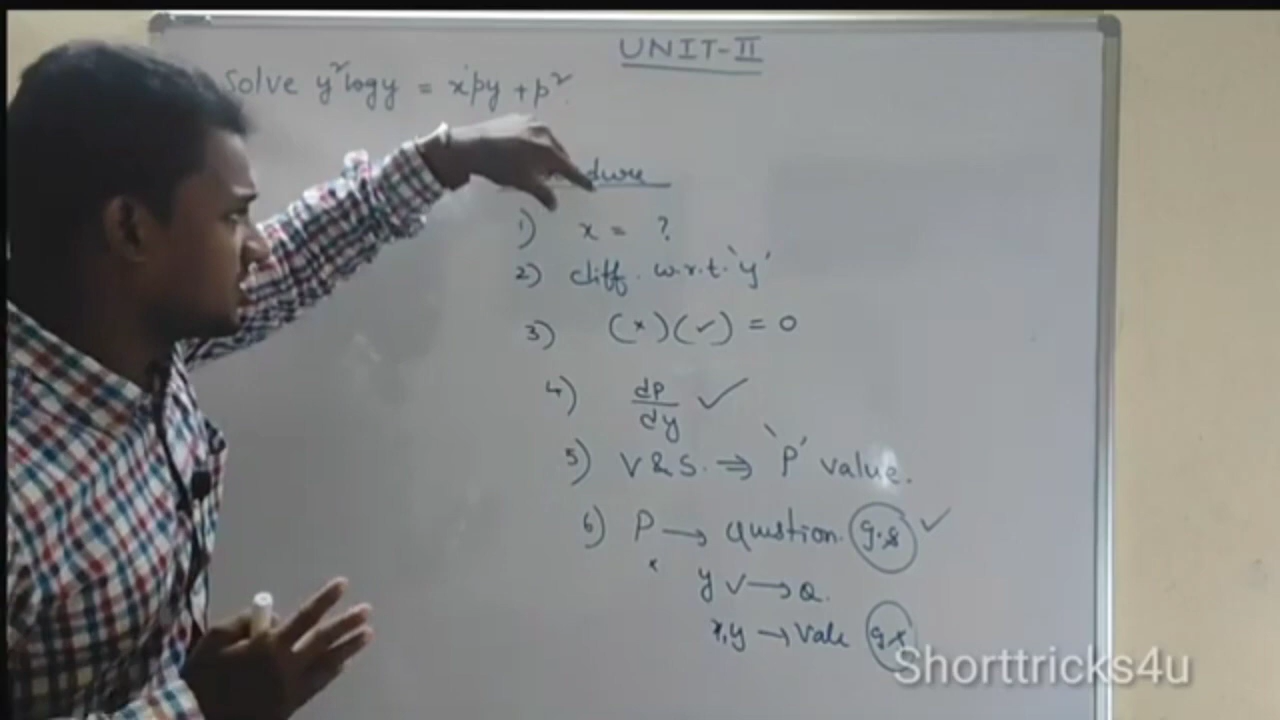 UNIT-II
Solve y²logy = xpy + p².
dure
1) x = ?
2) diff. w.r.t. 'y'
3) (×)(✓) = 0
4) dp/dy ✓
5) V & S. ⇒ 'P' value.
6) P → Qustion. g.s ✓
× y ✓ → Q.
x,y → Vale g.s
Shorttricks4u